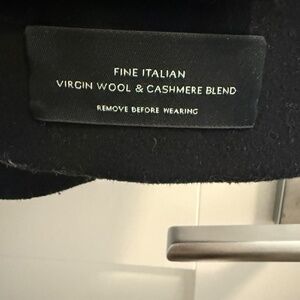 FINE ITALIAN
VIRGIN WOOL & CASHMERE BLEND
REMOVE BEFORE WEARING